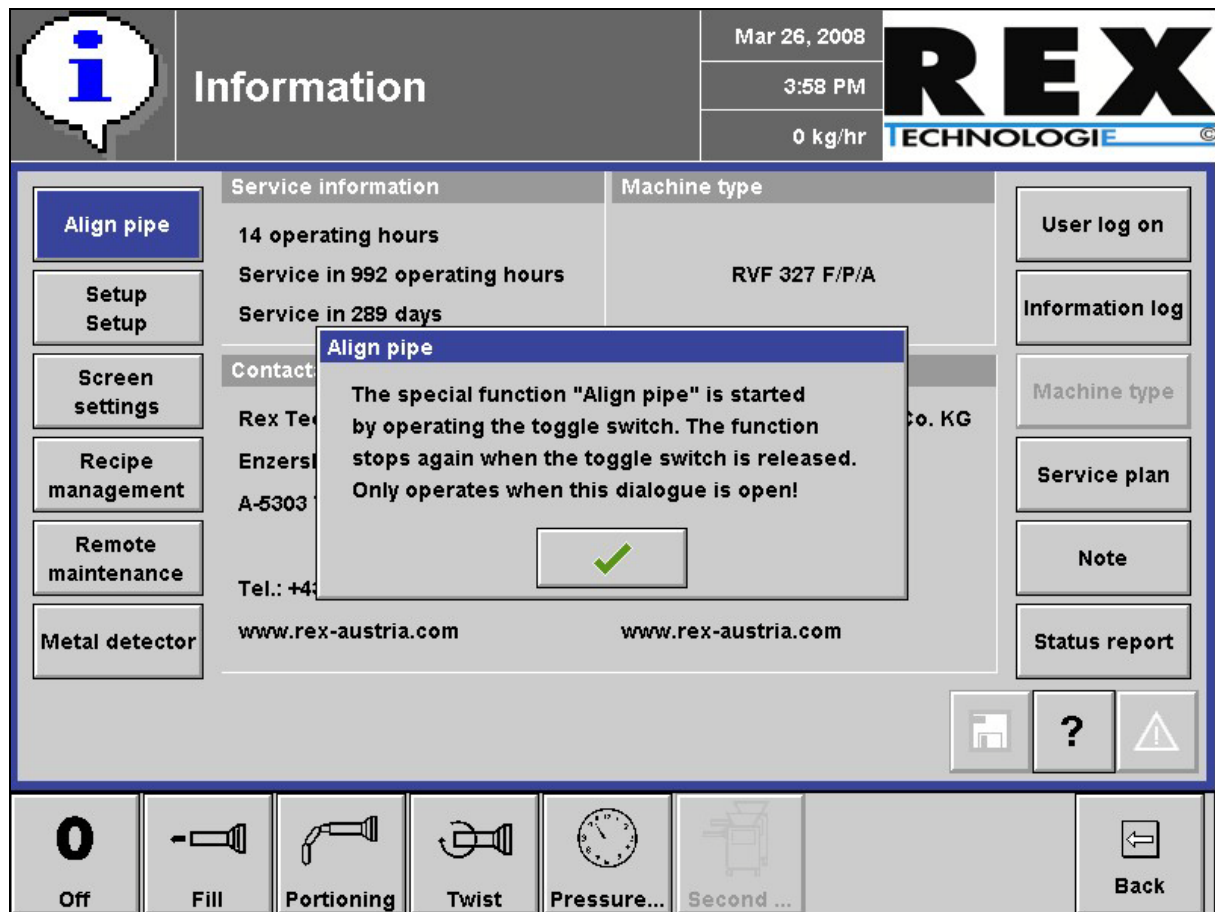 Information
Mar 26, 2008
3:58 PM
0 kg/hr
REX
TECHNOLOGIE ©
Align pipe
Setup
Setup
Screen
settings
Recipe
management
Remote
maintenance
Metal detector
Service information
14 operating hours
Service in 992 operating hours
Service in 289 days
Machine type
RVF 327 F/P/A
Contact
Rex
Co. KG
A-5303
Tel.:
www.rex-austria.com
www.rex-austria.com
Align pipe
The special function "Align pipe" is started
by operating the toggle switch. The function
stops again when the toggle switch is released.
Only operates when this dialogue is open!
User log on
Information log
Machine type
Service plan
Note
Status report
?
0
Off
Fill
Portioning
Twist
Pressure...
Second ...
Back